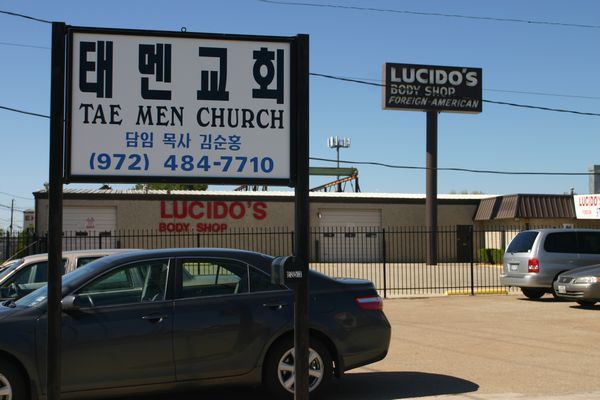 태멘교회
TAE MEN CHURCH
담임 목사 김순홍
(972) 484-7710
LUCIDO'S
BODY SHOP
FOREIGN-AMERICAN
LUCIDO'S
BODY SHOP